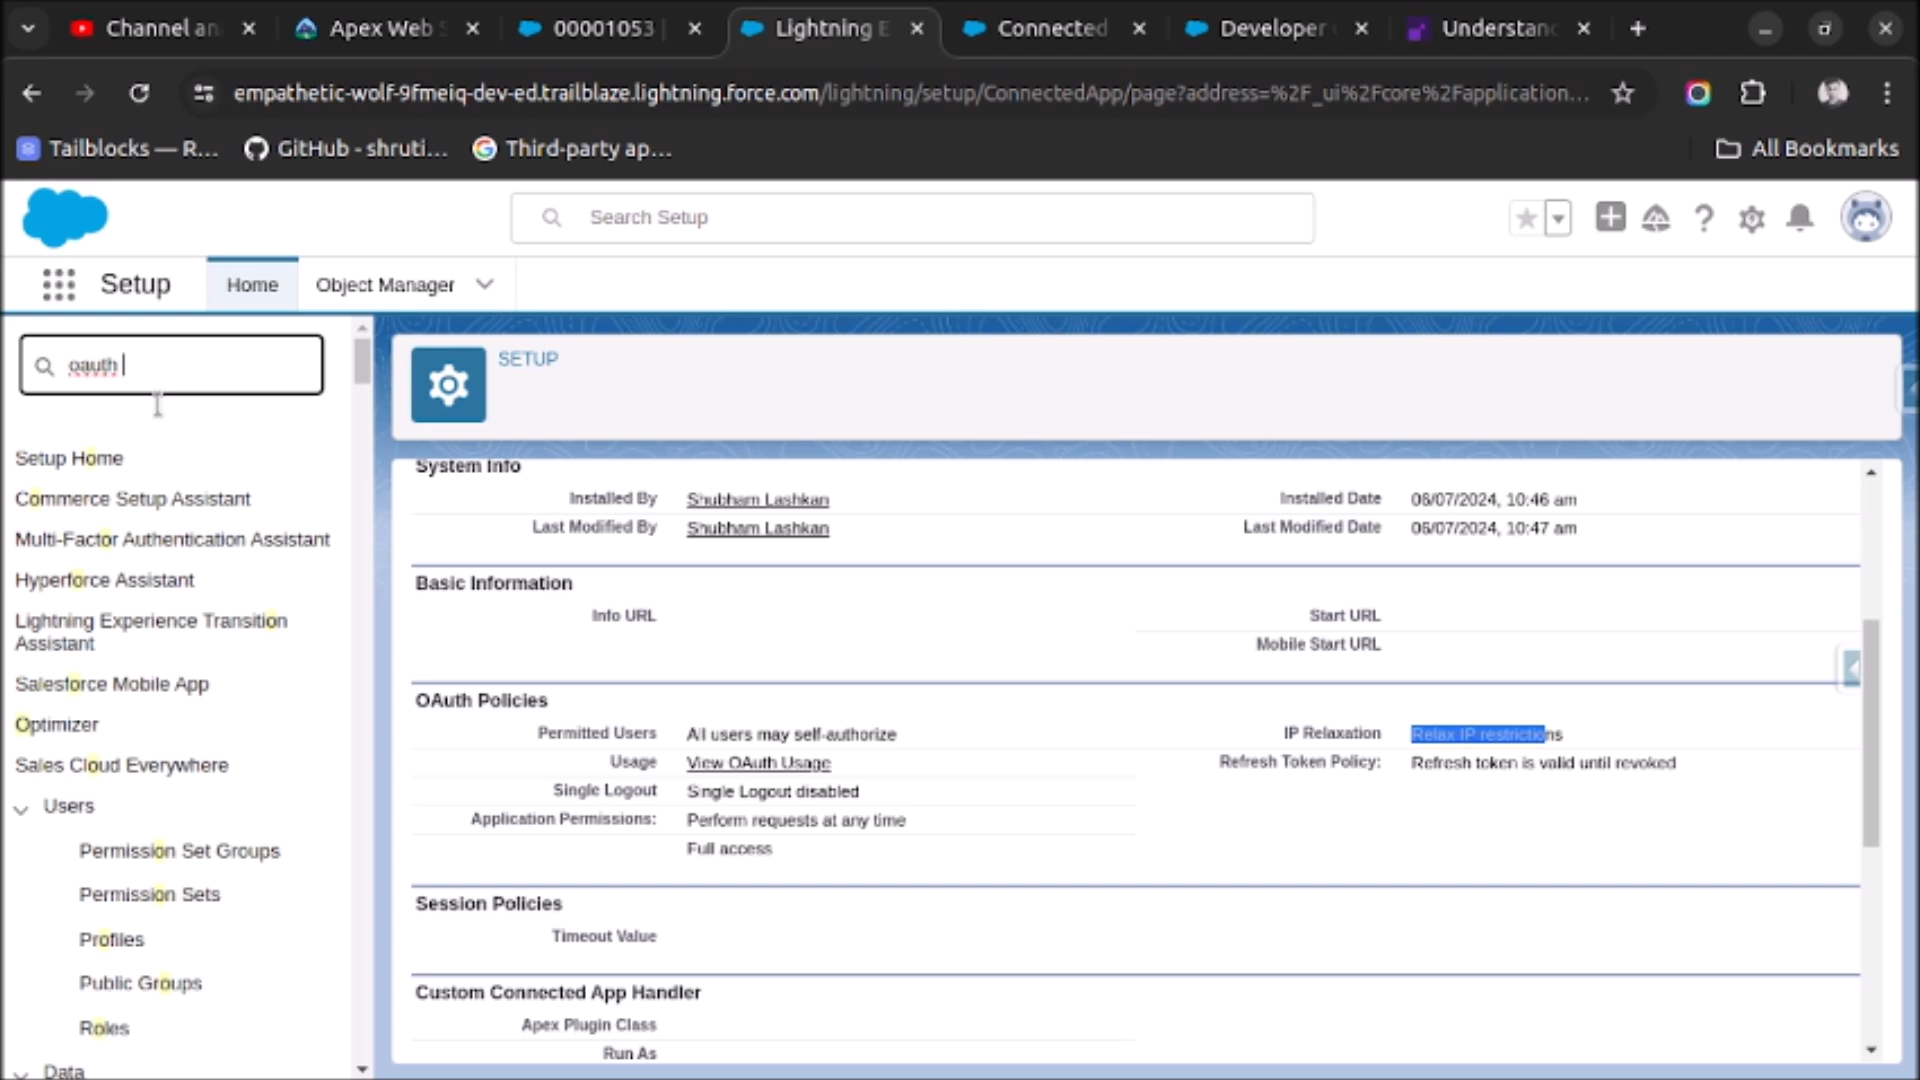 Channel an
Apex Web S
00001053 |
Lightning E
Connected
Developer
Understand
empathetic-wolf-9fmeiq-dev-ed.trailblaze.lightning.force.com/lightning/setup/ConnectedApp/page?address=%2F_ui%2Fcore%2Fapplication...
Tailblocks — R...
GitHub - shruti...
Third-party ap...
All Bookmarks
Search Setup
Setup
Home
Object Manager
oauth
SETUP
Setup Home
Commerce Setup Assistant
Multi-Factor Authentication Assistant
Hyperforce Assistant
Lightning Experience Transition
Assistant
Salesforce Mobile App
Optimizer
Sales Cloud Everywhere
Users
Permission Set Groups
Permission Sets
Profiles
Public Groups
Roles
Data
System Info
Installed By Shubham Lashkan Installed Date 06/07/2024, 10:46 am
Last Modified By Shubham Lashkan Last Modified Date 06/07/2024, 10:47 am
Basic Information
Info URL Start URL
Mobile Start URL
OAuth Policies
Permitted Users All users may self-authorize IP Relaxation Relax IP restrictions
Usage View OAuth Usage Refresh Token Policy: Refresh token is valid until revoked
Single Logout Single Logout disabled
Application Permissions: Perform requests at any time
Full access
Session Policies
Timeout Value
Custom Connected App Handler
Apex Plugin Class
Run As